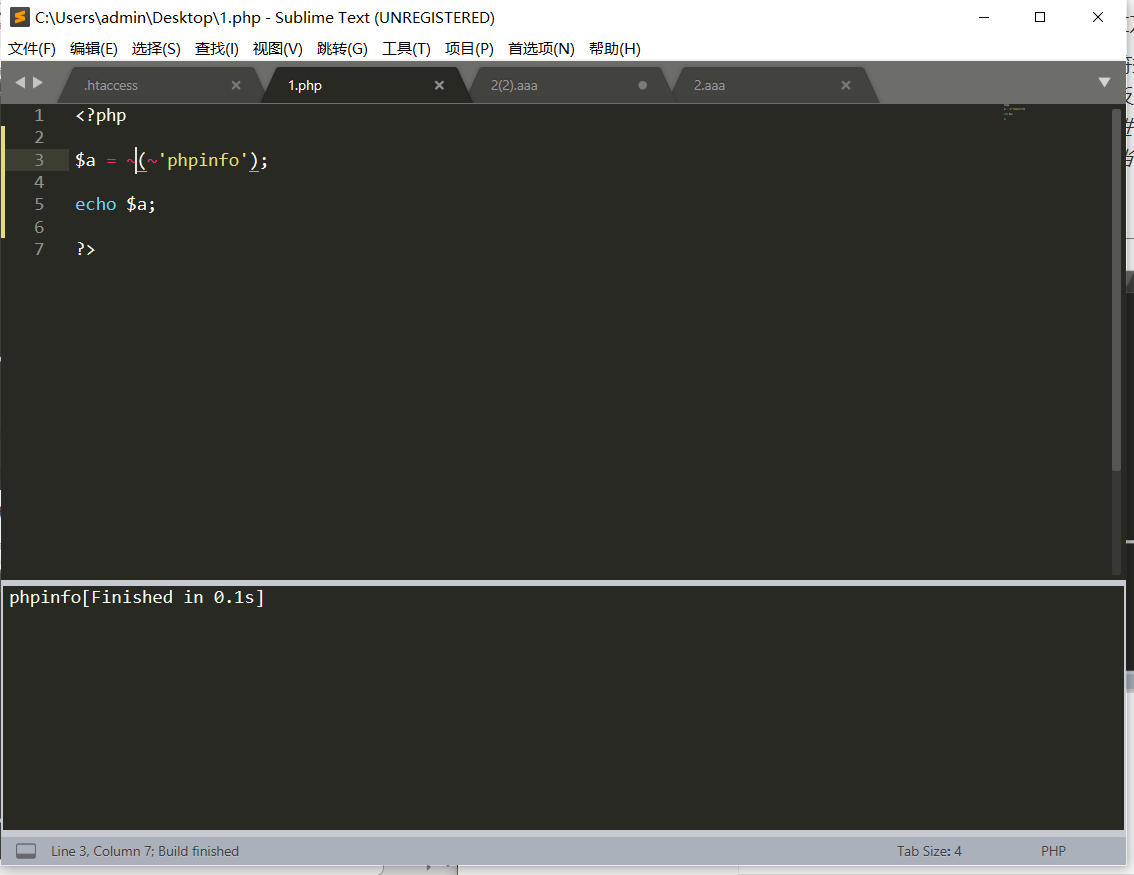 C:\Users\admin\Desktop\1.php - Sublime Text (UNREGISTERED)
文件(F) 编辑(E) 选择(S) 查找(I) 视图(V) 跳转(G) 工具(T) 项目(P) 首选项(N) 帮助(H)
.htaccess 1.php 2(2).aaa 2.aaa
1 <?php
2
3 $a = ~(~'phpinfo');
4
5 echo $a;
6
7 ?>
phpinfo[Finished in 0.1s]
Line 3, Column 7; Build finished Tab Size: 4 PHP